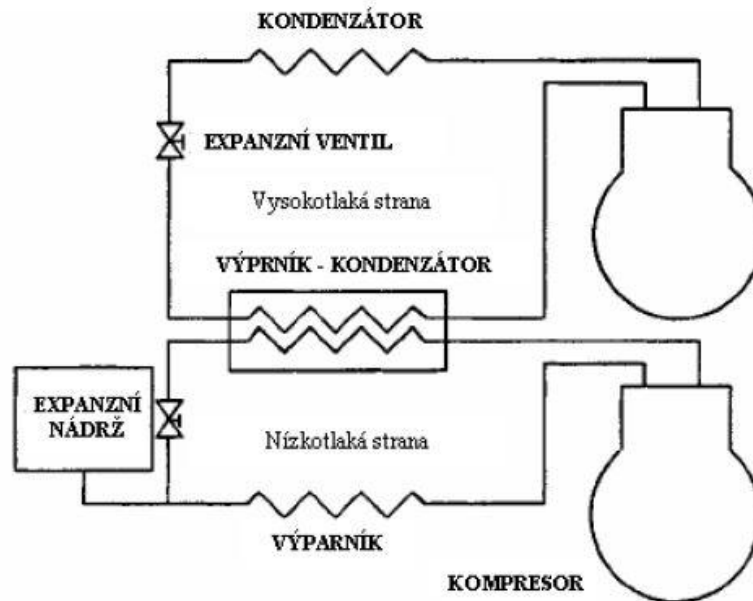 KONDENZÁTOR
EXPANZNÍ VENTIL
Vysokotlaká strana
VÝPRNÍK - KONDENZÁTOR
EXPANZNÍ
NÁDRŽ
Nízkotlaká strana
VÝPARNÍK
KOMPRESOR